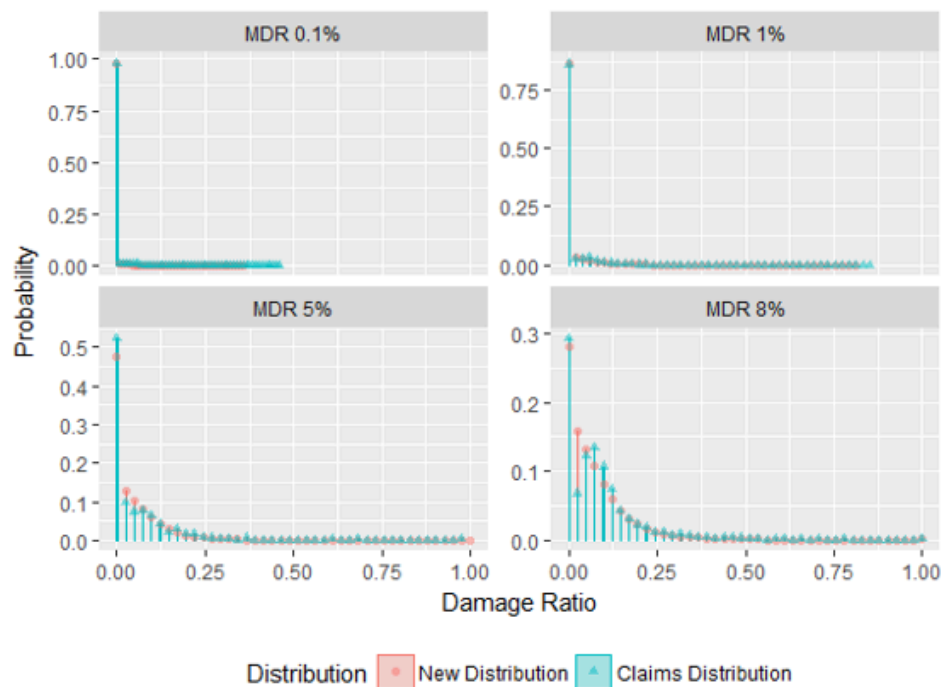 MDR 0.1%
MDR 1%
1.00
0.75
0.50
0.25
0.00
0.75
0.50
0.25
0.00
Probability
MDR 5%
MDR 8%
0.5
0.4
0.3
0.2
0.1
0.0
0.3
0.2
0.1
0.0
0.00 0.25 0.50 0.75 1.00
0.00 0.25 0.50 0.75 1.00
Damage Ratio
Distribution New Distribution Claims Distribution